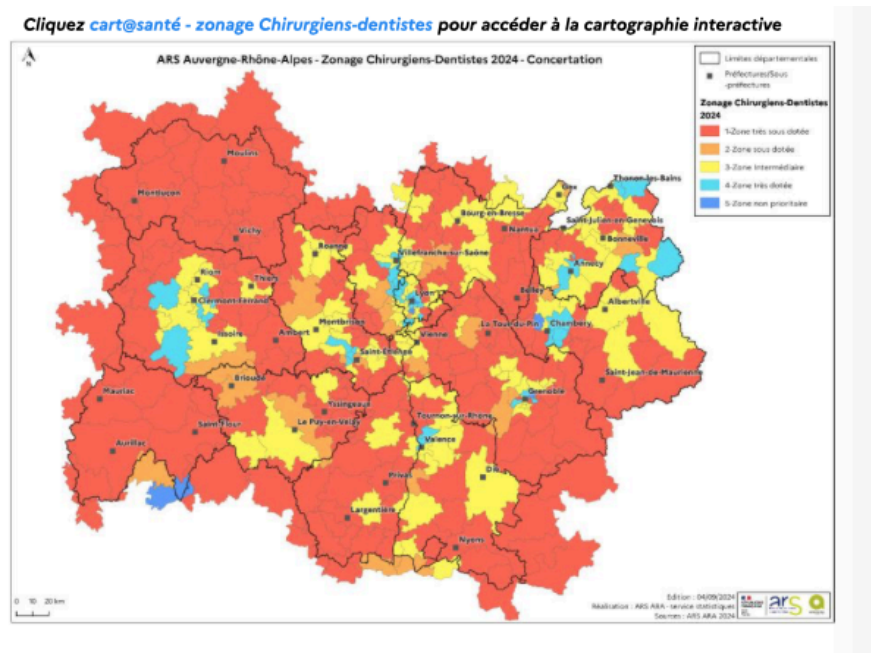 Cliquez cart@santé - zonage Chirurgiens-dentistes pour accéder à la cartographie interactive
N
ARS Auvergne-Rhône-Alpes - Zonage Chirurgiens-Dentistes 2024 - Concertation
Limites départementales
Préfectures/Sous
-préfectures
Zonage Chirurgiens-Dentistes
2024
1-Zone très sous dotée
2-Zone sous dotée
3-Zone Intermédiaire
4-Zone très dotée
5-Zone non prioritaire
Moulins
Montluçon
Vichy
Thonon-les-Bains
Gex
Bourg-en-Bresse
Saint-Julien-en-Genevois
Nantua
Bonneville
Roanne
Villefranche-sur-Saône
Annecy
Riom
Thiers
Clermont-Ferrand
Lyon
Belley
Albertville
Issoire
Ambert
Montbrison
Vienne
La Tour-du-Pin
Chambéry
Saint-Etienne
Saint-Jean-de-Maurienne
Mauriac
Brioude
Yssingeaux
Grenoble
Saint-Flour
Le Puy-en-Velay
Tournon-sur-Rhône
Aurillac
Valence
Privas
Die
Largentière
Nyons
0 10 20 km
Edition : 04/09/2024
Réalisation : ARS ARA - service statistiques
Sources : ARS ARA 2024
ars